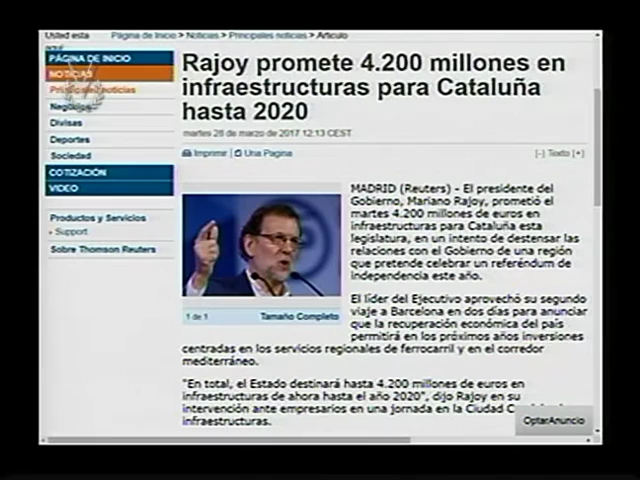 Usted esta Página de Inicio > Noticias > Principales noticias > Artículo
aquí
PÁGINA DE INICIO
NOTICIAS
noticias
Negocios
Divisas
Deportes
Sociedad
COTIZACIÓN
VIDEO
Productos y Servicios
Support
Sobre Thomson Reuters
Rajoy promete 4.200 millones en
infraestructuras para Cataluña
hasta 2020
martes 28 de marzo de 2017 12:13 CEST
Imprimir | Una Pagina
[-] Texto [+]
1 de 1 Tamaño Completo
MADRID (Reuters) - El presidente del
Gobierno, Mariano Rajoy, prometió el
martes 4.200 millones de euros en
infraestructuras para Cataluña esta
legislatura, en un intento de destensar las
relaciones con el Gobierno de una región
que pretende celebrar un referéndum de
independencia este año.
El líder del Ejecutivo aprovechó su segundo
viaje a Barcelona en dos días para anunciar
que la recuperación económica del país
permitirá en los próximos años inversiones
centradas en los servicios regionales de ferrocarril y en el corredor
mediterráneo.
"En total, el Estado destinará hasta 4.200 millones de euros en
infraestructuras de ahora hasta el año 2020", dijo Rajoy en su
intervención ante empresarios en una jornada en la Ciudad
infraestructuras.
OptarAnuncio